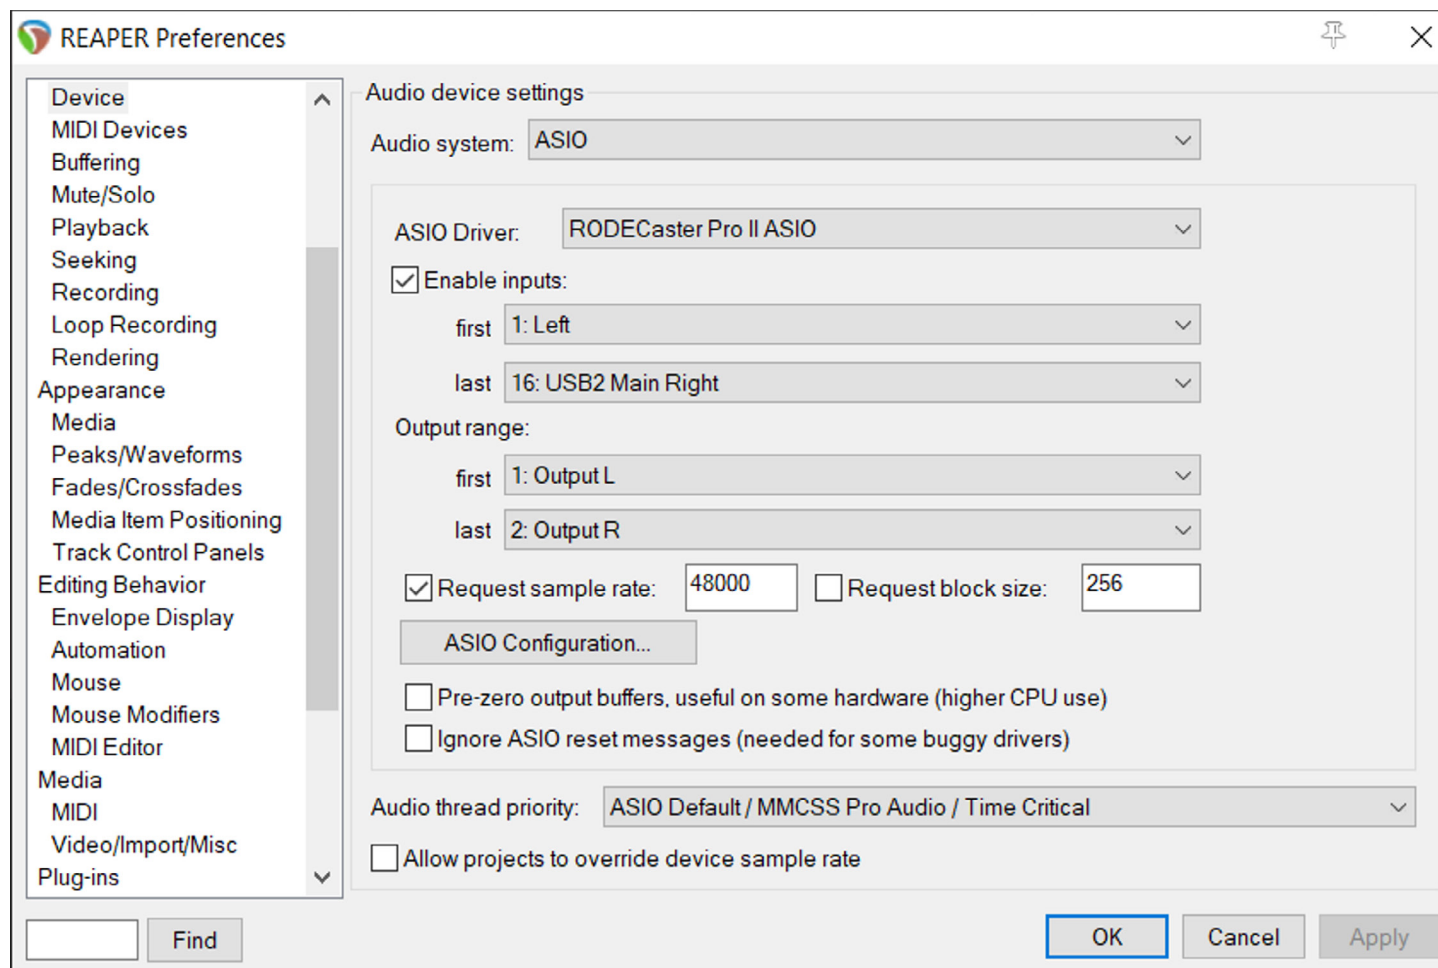 REAPER Preferences
Device
MIDI Devices
Buffering
Mute/Solo
Playback
Seeking
Recording
Loop Recording
Rendering
Appearance
Media
Peaks/Waveforms
Fades/Crossfades
Media Item Positioning
Track Control Panels
Editing Behavior
Envelope Display
Automation
Mouse
Mouse Modifiers
MIDI Editor
Media
MIDI
Video/Import/Misc
Plug-ins
Find
Audio device settings
Audio system: ASIO
ASIO Driver: RODECaster Pro II ASIO
Enable inputs:
first 1: Left
last 16: USB2 Main Right
Output range:
first 1: Output L
last 2: Output R
Request sample rate: 48000 Request block size: 256
ASIO Configuration...
Pre-zero output buffers, useful on some hardware (higher CPU use)
Ignore ASIO reset messages (needed for some buggy drivers)
Audio thread priority: ASIO Default / MMCSS Pro Audio / Time Critical
Allow projects to override device sample rate
OK Cancel Apply